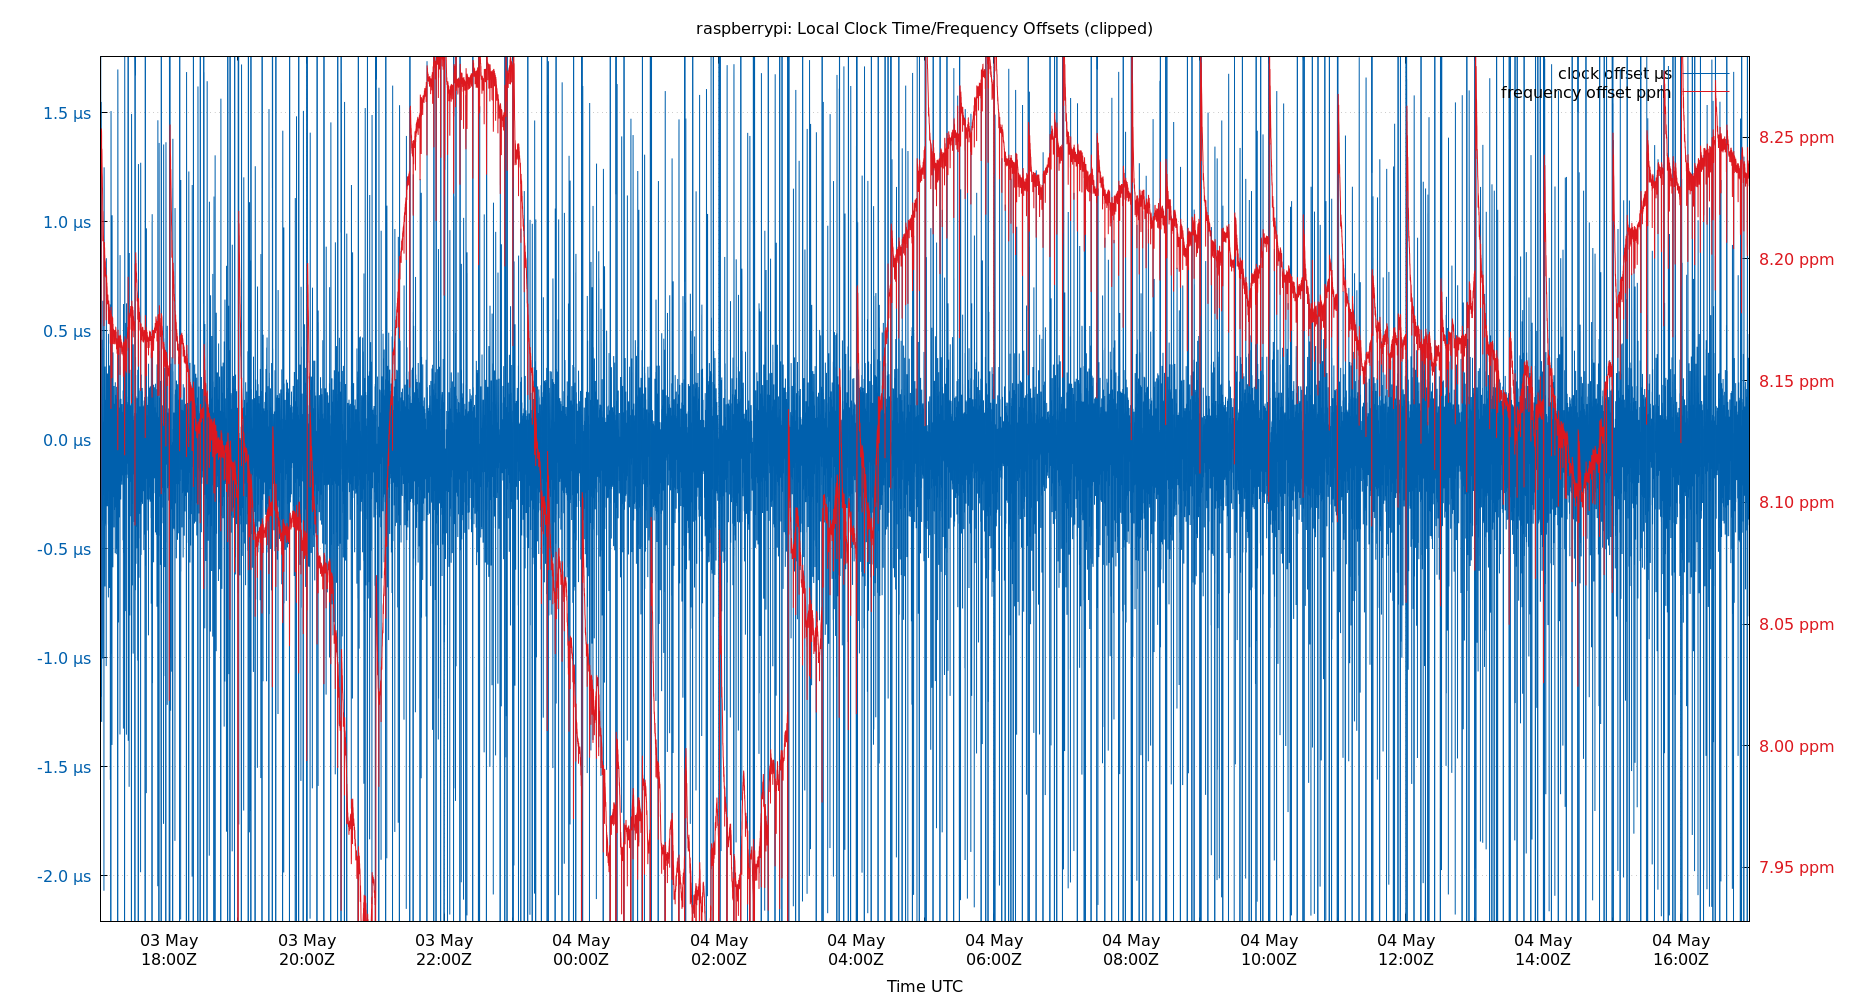 raspberrypi: Local Clock Time/Frequency Offsets (clipped)
clock offset µs
frequency offset ppm
1.5 µs
1.0 µs
0.5 µs
0.0 µs
-0.5 µs
-1.0 µs
-1.5 µs
-2.0 µs
8.25 ppm
8.20 ppm
8.15 ppm
8.10 ppm
8.05 ppm
8.00 ppm
7.95 ppm
03 May 03 May 03 May 04 May 04 May 04 May 04 May 04 May 04 May 04 May 04 May 04 May
18:00Z 20:00Z 22:00Z 00:00Z 02:00Z 04:00Z 06:00Z 08:00Z 10:00Z 12:00Z 14:00Z 16:00Z
Time UTC